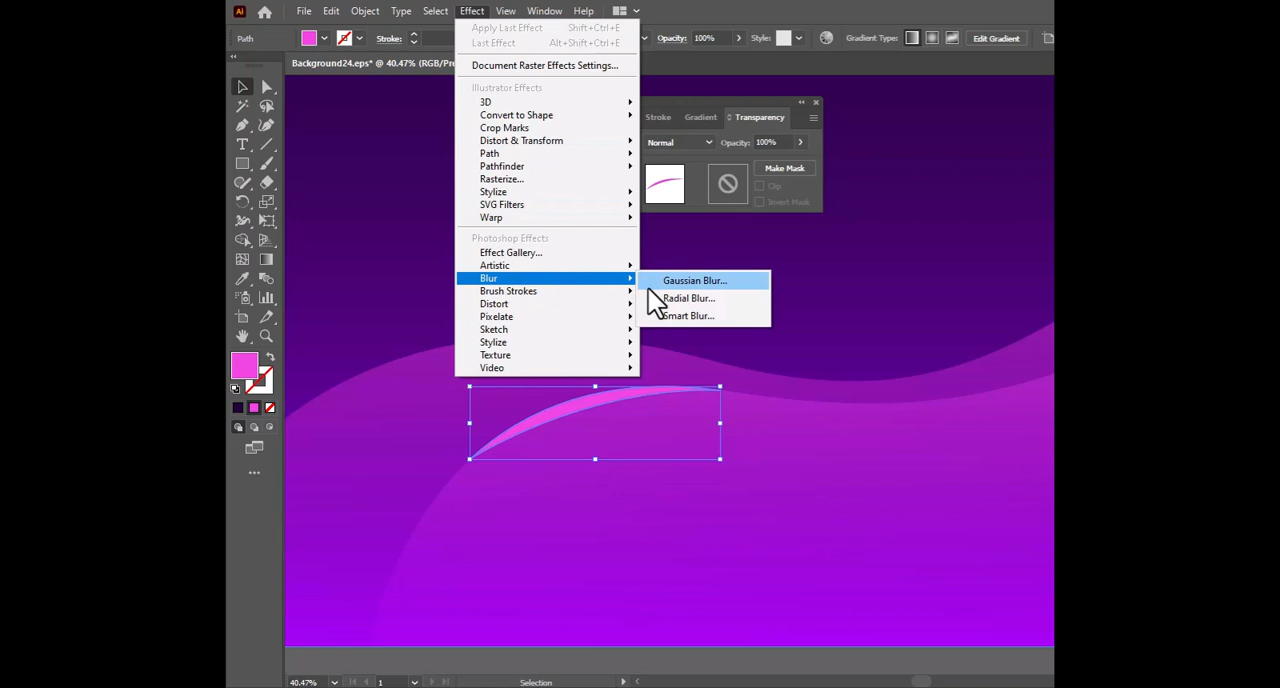 Ai File Edit Object Type Select Effect View Window Help
Path Stroke: Opacity: 100% Style: Gradient Type: Edit Gradient
Background24.eps* @ 40.47% (RGB/Pre
Apply Last Effect Shift+Ctrl+E
Last Effect Alt+Shift+Ctrl+E
Document Raster Effects Settings...
Illustrator Effects
3D
Convert to Shape
Crop Marks
Distort & Transform
Path
Pathfinder
Rasterize...
Stylize
SVG Filters
Warp
Photoshop Effects
Effect Gallery...
Artistic
Blur
Brush Strokes
Distort
Pixelate
Sketch
Stylize
Texture
Video
Gaussian Blur...
Radial Blur...
Smart Blur...
Stroke Gradient Transparency
Normal Opacity: 100%
Make Mask
Clip
Invert Mask
40.47% 1 Selection